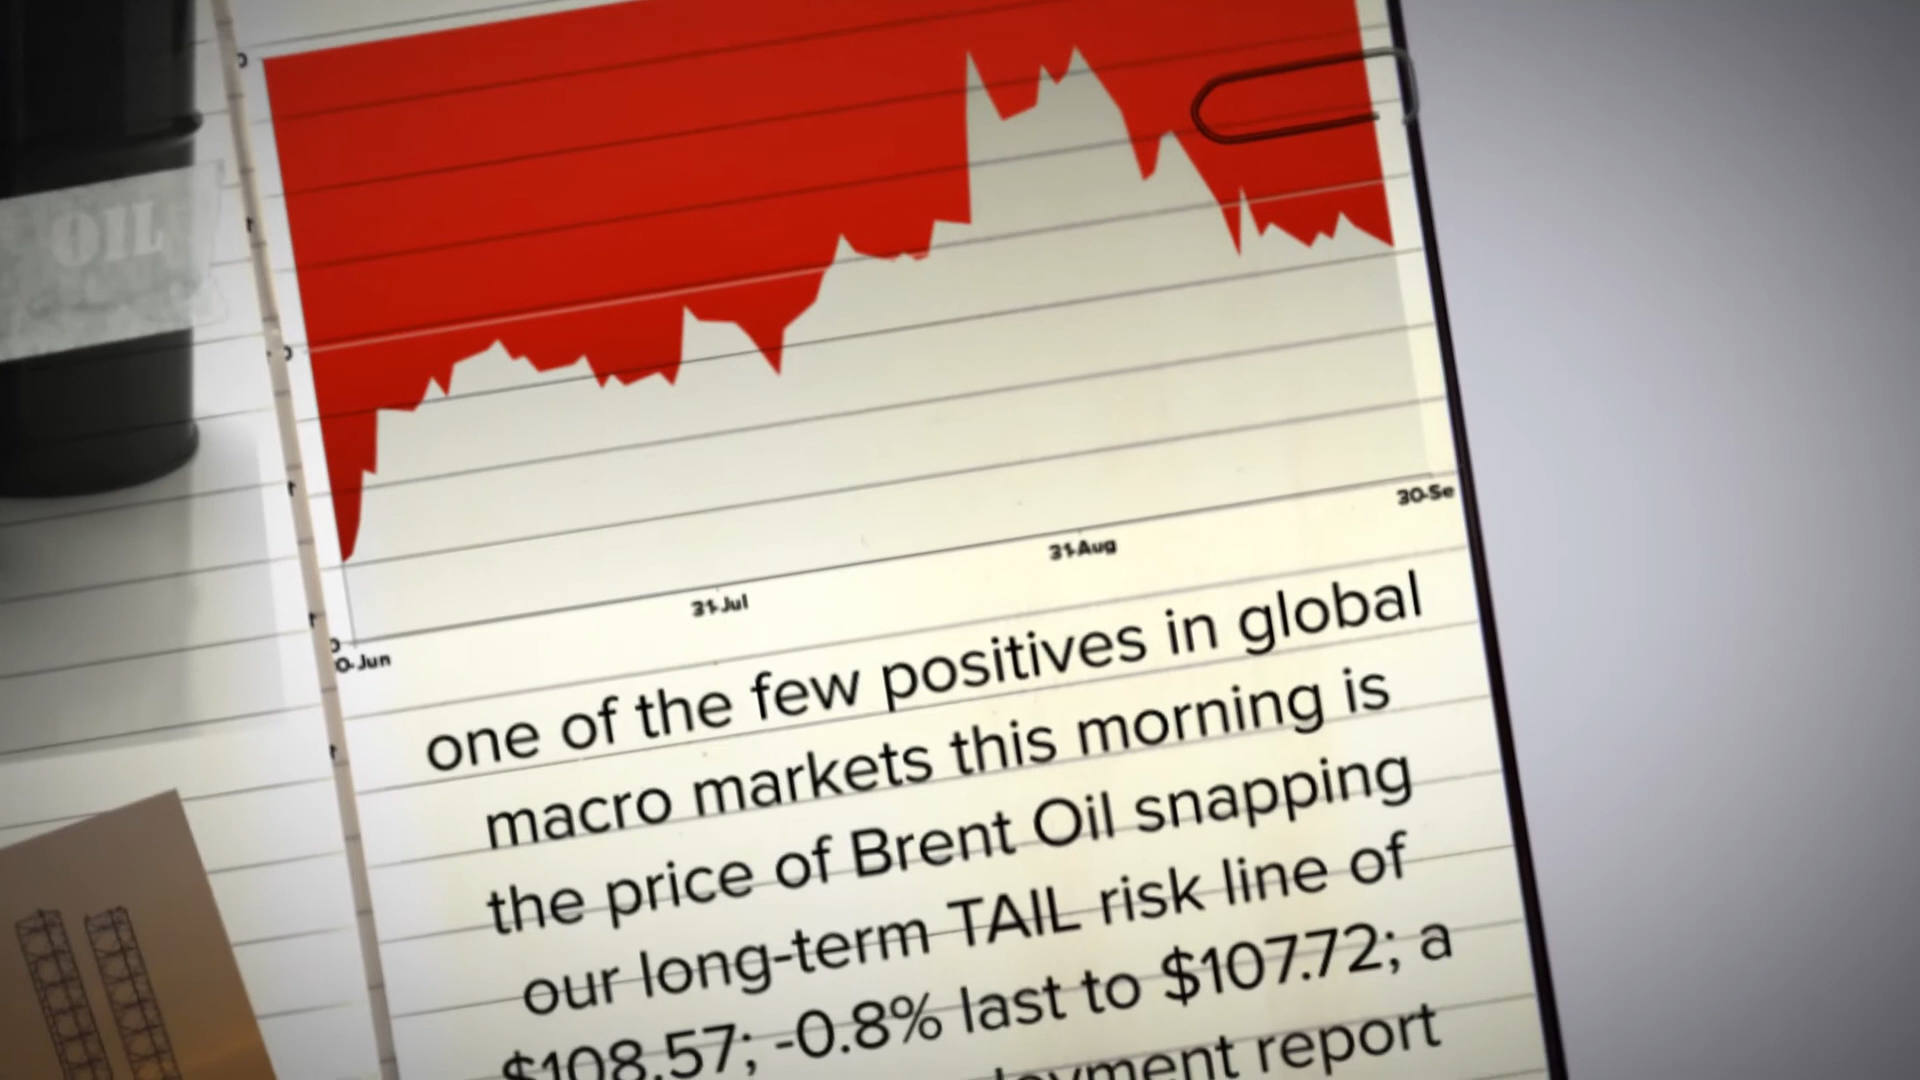 OIL
0-Jun
31-Jul
31-Aug
30-Se
one of the few positives in global
macro markets this morning is
the price of Brent Oil snapping
our long-term TAIL risk line of
$108.57; -0.8% last to $107.72; a
report